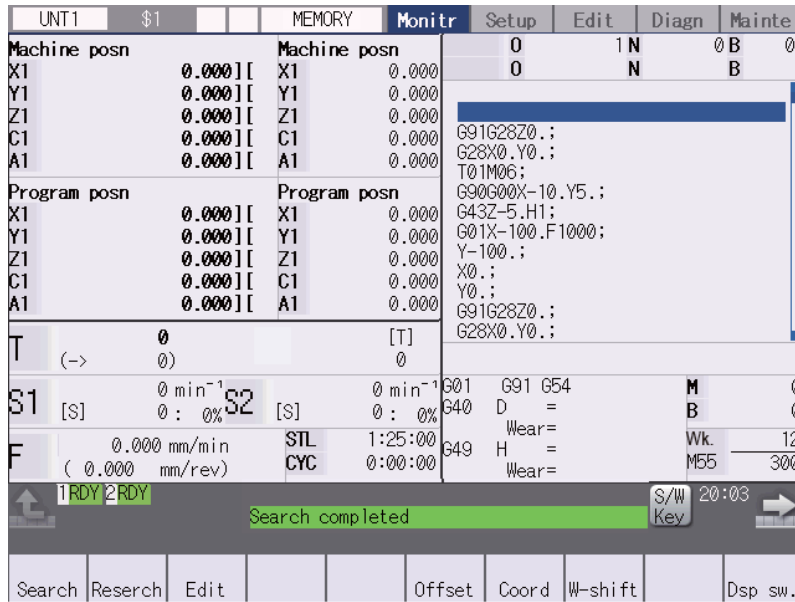 UNT1 $1 MEMORY Monitr Setup Edit Diagn Mainte
Machine posn Machine posn O 1 N 0 B 0
X1 0.000][ X1 0.000 O N B
Y1 0.000][ Y1 0.000
Z1 0.000][ Z1 0.000
C1 0.000][ C1 0.000
A1 0.000][ A1 0.000
Program posn Program posn
X1 0.000][ X1 0.000
Y1 0.000][ Y1 0.000
Z1 0.000][ Z1 0.000
C1 0.000][ C1 0.000
A1 0.000][ A1 0.000
G91G28Z0.;
G28X0.Y0.;
T01M06;
G90G00X-10.Y5.;
G43Z-5.H1;
G01X-100.F1000;
Y-100.;
X0.;
Y0.;
G91G28Z0.;
G28X0.Y0.;
T 0 [T]
(-> 0) 0
S1 0 min⁻¹ S2 0 min⁻¹
[S] 0 : 0% [S] 0 : 0%
F 0.000 mm/min STL 1:25:00
( 0.000 mm/rev) CYC 0:00:00
G01 G91 G54 M
G40 D = B
Wear= Wk. 12
G49 H = M55 300
Wear=
1RDY 2RDY
Search completed
S/W Key 20:03
Search Reserch Edit Offset Coord W-shift Dsp sw.